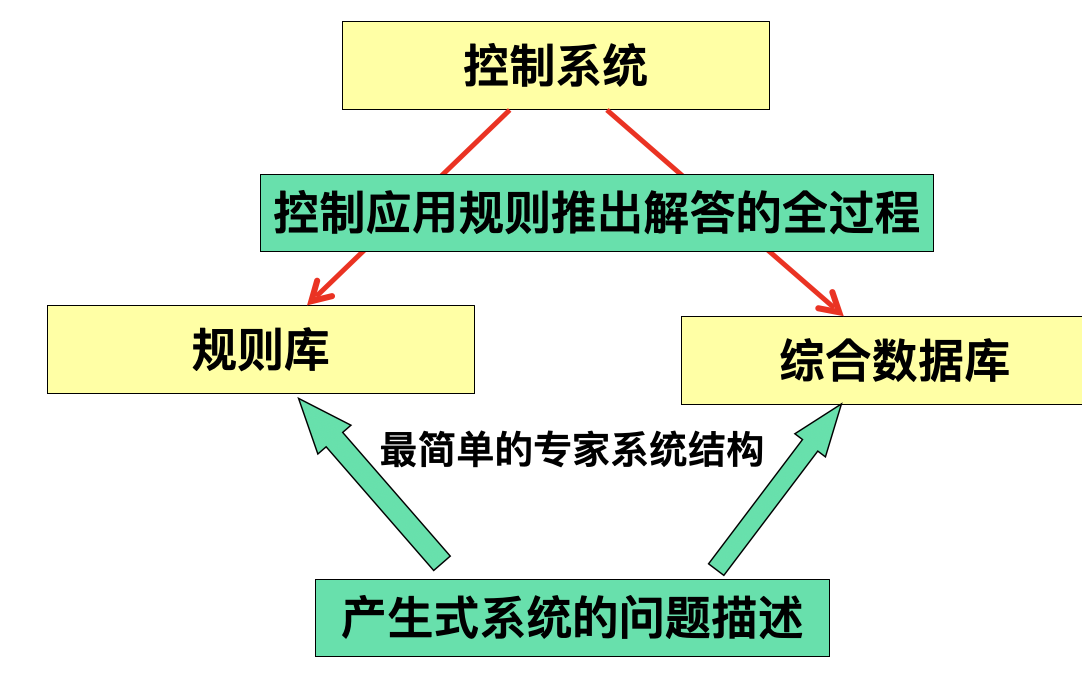 控制系统
控制应用规则推出解答的全过程
规则库
综合数据库
最简单的专家系统结构
产生式系统的问题描述